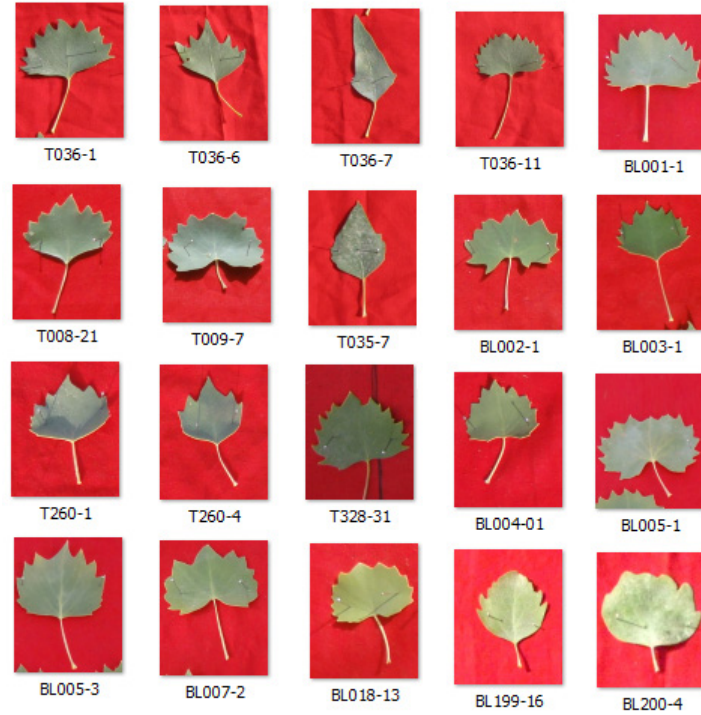 T036-1
T036-6
T036-7
T036-11
BL001-1
T008-21
T009-7
T035-7
BL002-1
BL003-1
T260-1
T260-4
T328-31
BL004-01
BL005-1
BL005-3
BL007-2
BL018-13
BL199-16
BL200-4